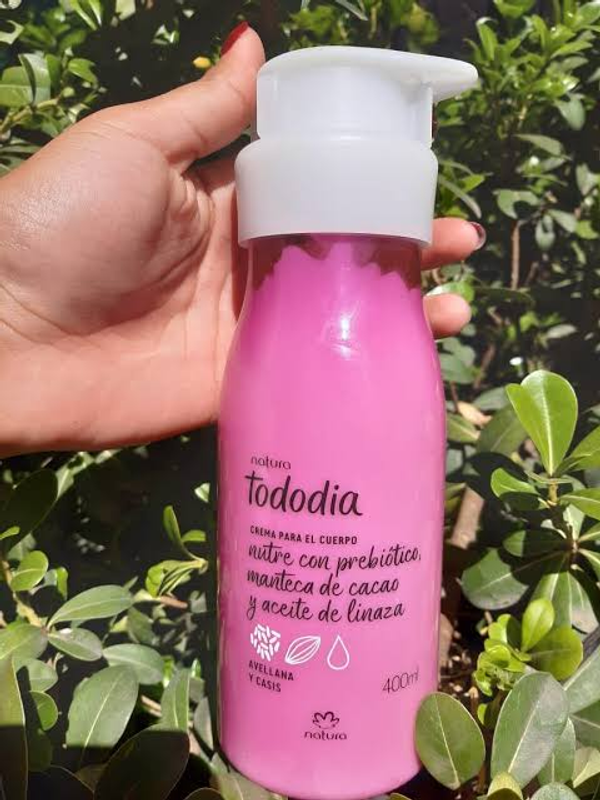 natura
tododia
CREMA PARA EL CUERPO
nutre con prebiótico,
manteca de cacao
y aceite de linaza
AVELLANA
Y CASIS
400ml
natura